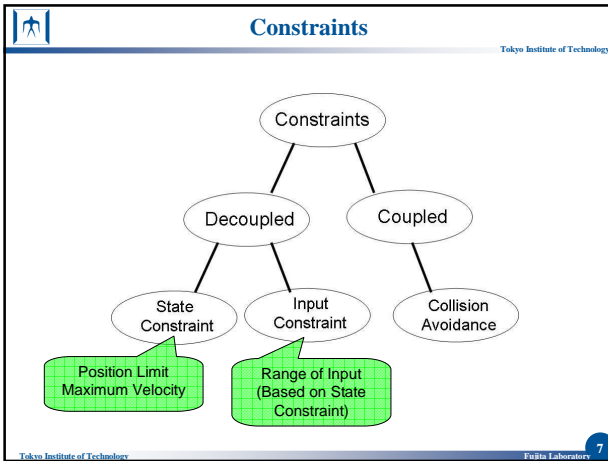 Constraints
Tokyo Institute of Technology
Constraints
Decoupled
Coupled
State
Constraint
Input
Constraint
Collision
Avoidance
Position Limit
Maximum Velocity
Range of Input
(Based on State
Constraint)
Tokyo Institute of Technology
Fujita Laboratory
7